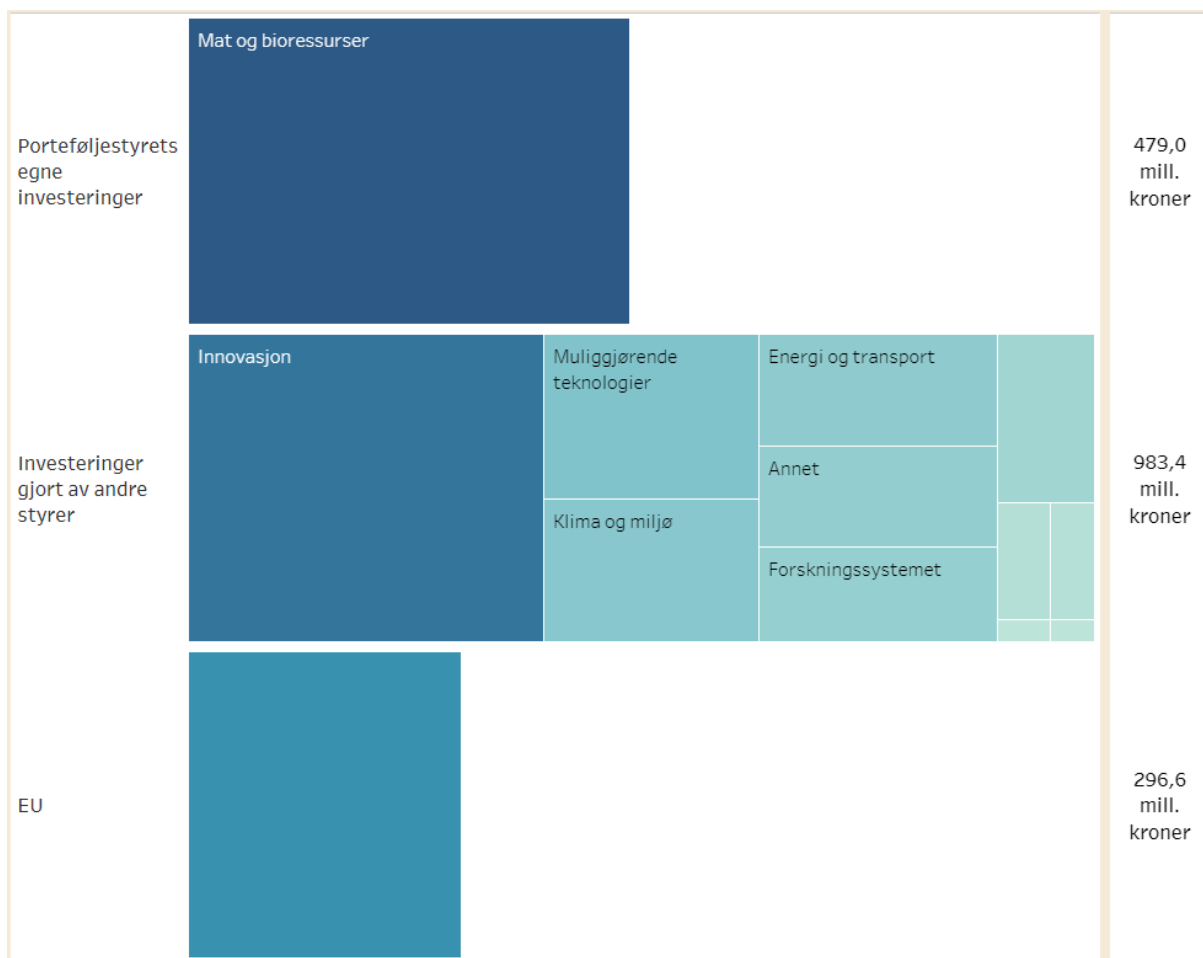 Mat og bioressurser
Porteføljestyrets
egne
investeringer
479,0
mill.
kroner
Innovasjon
Muliggjørende
teknologier
Energi og transport
Annet
Klima og miljø
Forskningssystemet
Investeringer
gjort av andre
styrer
983,4
mill.
kroner
EU
296,6
mill.
kroner